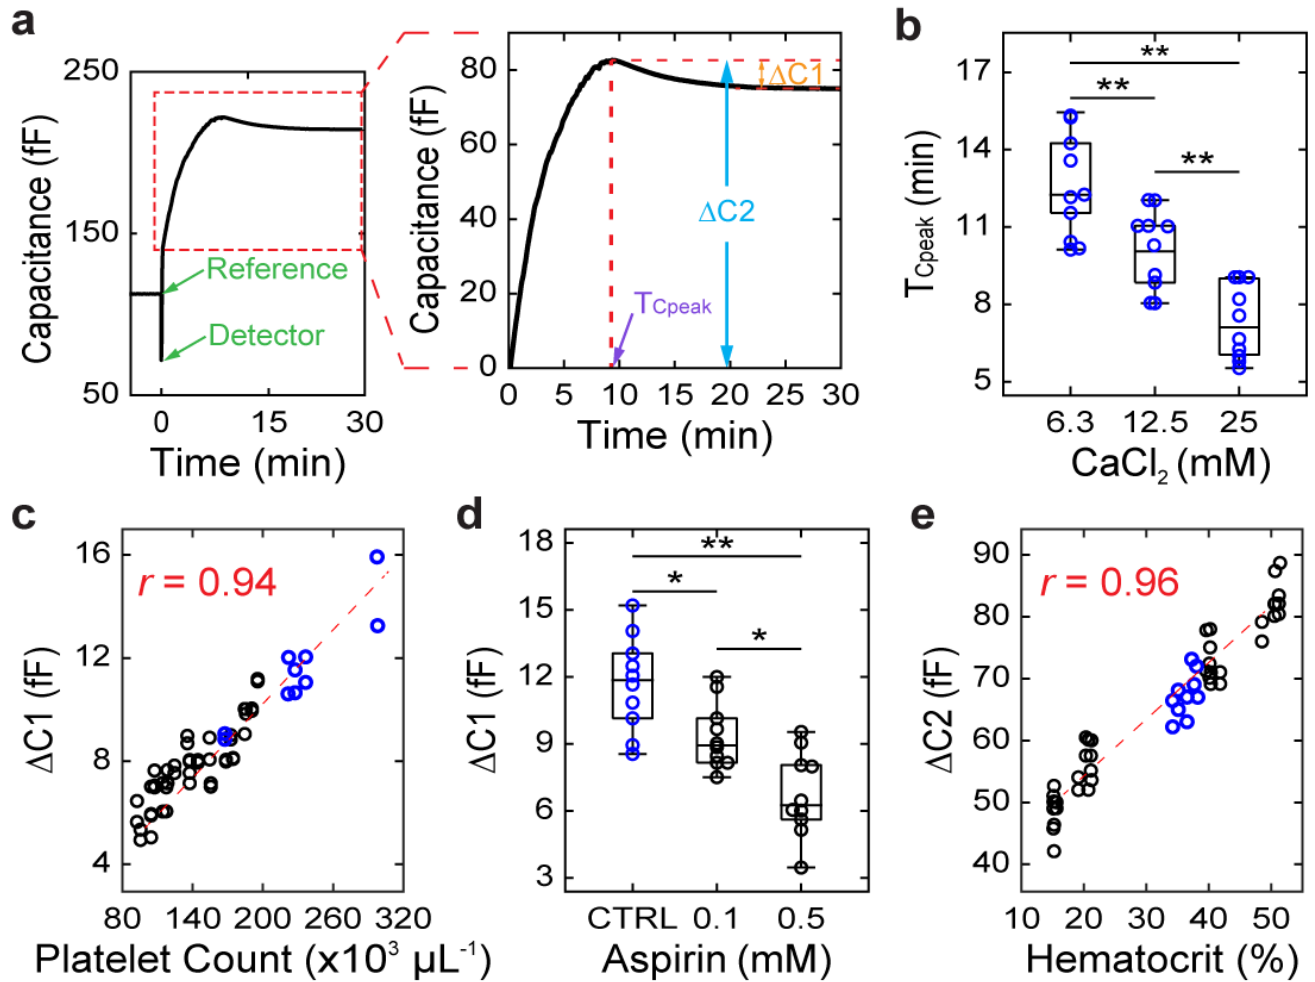 a
250
150
50
Capacitance (fF)
Reference
Detector
0 15 30
Time (min)
80
60
40
20
0
Capacitance (fF)
ΔC1
ΔC2
TCpeak
0 5 10 15 20 25 30
Time (min)
b
17
14
11
8
5
TCpeak (min)
**
**
**
6.3 12.5 25
CaCl2 (mM)
c
16
12
8
4
ΔC1 (fF)
r = 0.94
80 140 200 260 320
Platelet Count (x10³ µL⁻¹)
d
18
15
12
9
6
3
ΔC1 (fF)
**
*
*
CTRL 0.1 0.5
Aspirin (mM)
e
90
80
70
60
50
40
ΔC2 (fF)
r = 0.96
10 20 30 40 50
Hematocrit (%)